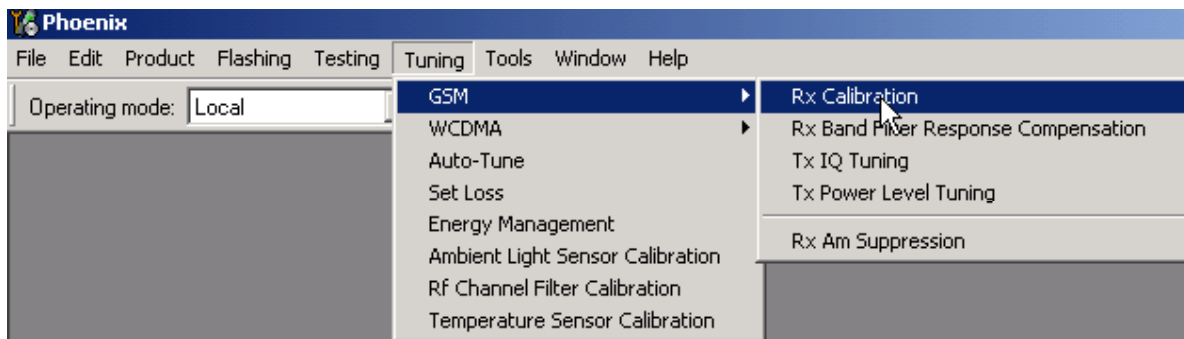 Phoenix
File Edit Product Flashing Testing Tuning Tools Window Help
Operating mode: Local
GSM
WCDMA
Auto-Tune
Set Loss
Energy Management
Ambient Light Sensor Calibration
Rf Channel Filter Calibration
Temperature Sensor Calibration
Rx Calibration
Rx Band Filter Response Compensation
Tx IQ Tuning
Tx Power Level Tuning
Rx Am Suppression